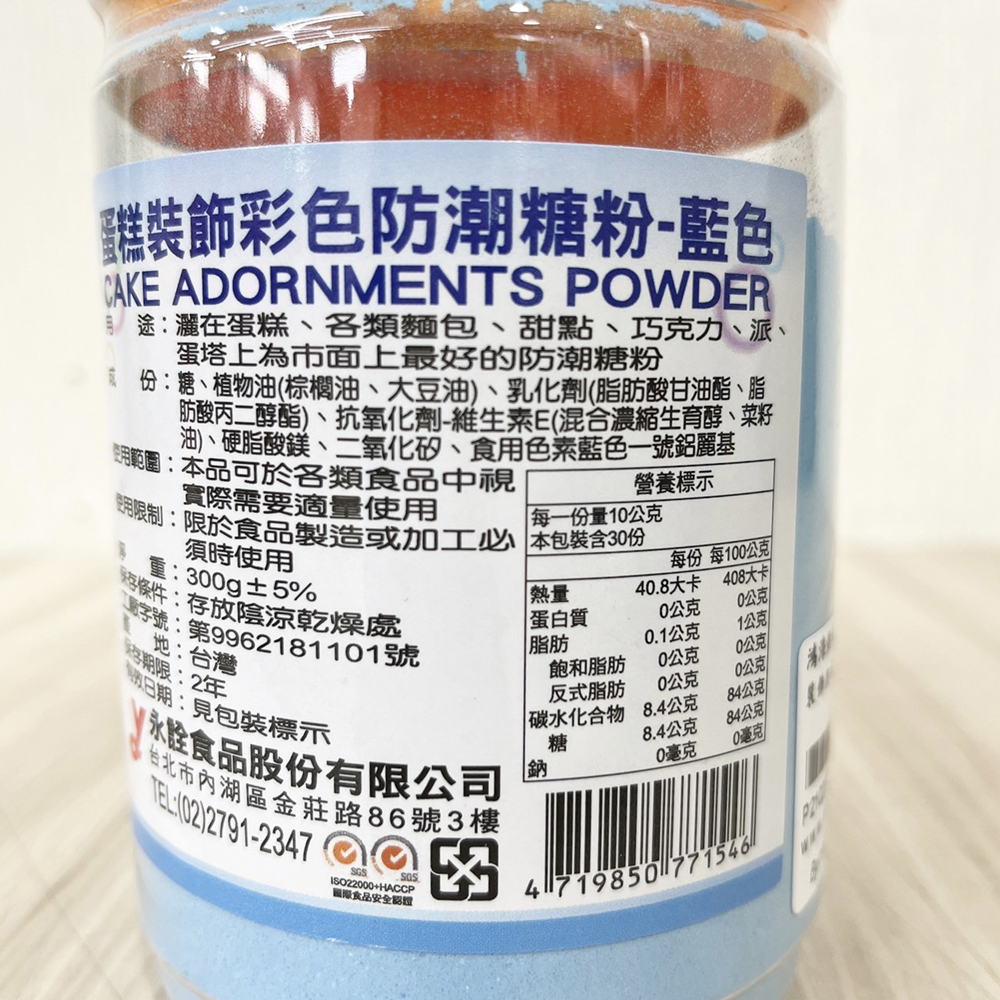 蛋糕裝飾彩色防潮糖粉-藍色
CAKE ADORNMENTS POWDER
用 途：灑在蛋糕、各類麵包、甜點、巧克力、派、
蛋塔上為市面上最好的防潮糖粉
成 份：糖、植物油(棕櫚油、大豆油)、乳化劑(脂肪酸甘油酯、脂
肪酸丙二醇酯)、抗氧化劑-維生素E(混合濃縮生育醇、菜籽
油)、硬脂酸鎂、二氧化矽、食用色素藍色一號鋁麗基
使用範圍：本品可於各類食品中視
實際需要適量使用
使用限制：限於食品製造或加工必
須時使用
重：300g±5%
保存條件：存放陰涼乾燥處
工廠字號：第9962181101號
產 地：台灣
保存期限：2年
有效日期：見包裝標示
永詮食品股份有限公司
台北市內湖區金莊路86號3樓
TEL:(02)2791-2347
SGS SGS
ISO22000+HACCP
國際食品安全認證
營養標示
每一份量10公克
本包裝含30份
每份 每100公克
熱量 40.8大卡 408大卡
蛋白質 0公克 0公克
脂肪 0.1公克 1公克
飽和脂肪 0公克 0公克
反式脂肪 0公克 0公克
碳水化合物 8.4公克 84公克
糖 8.4公克 84公克
鈉 0毫克 0毫克
4 719850 771546